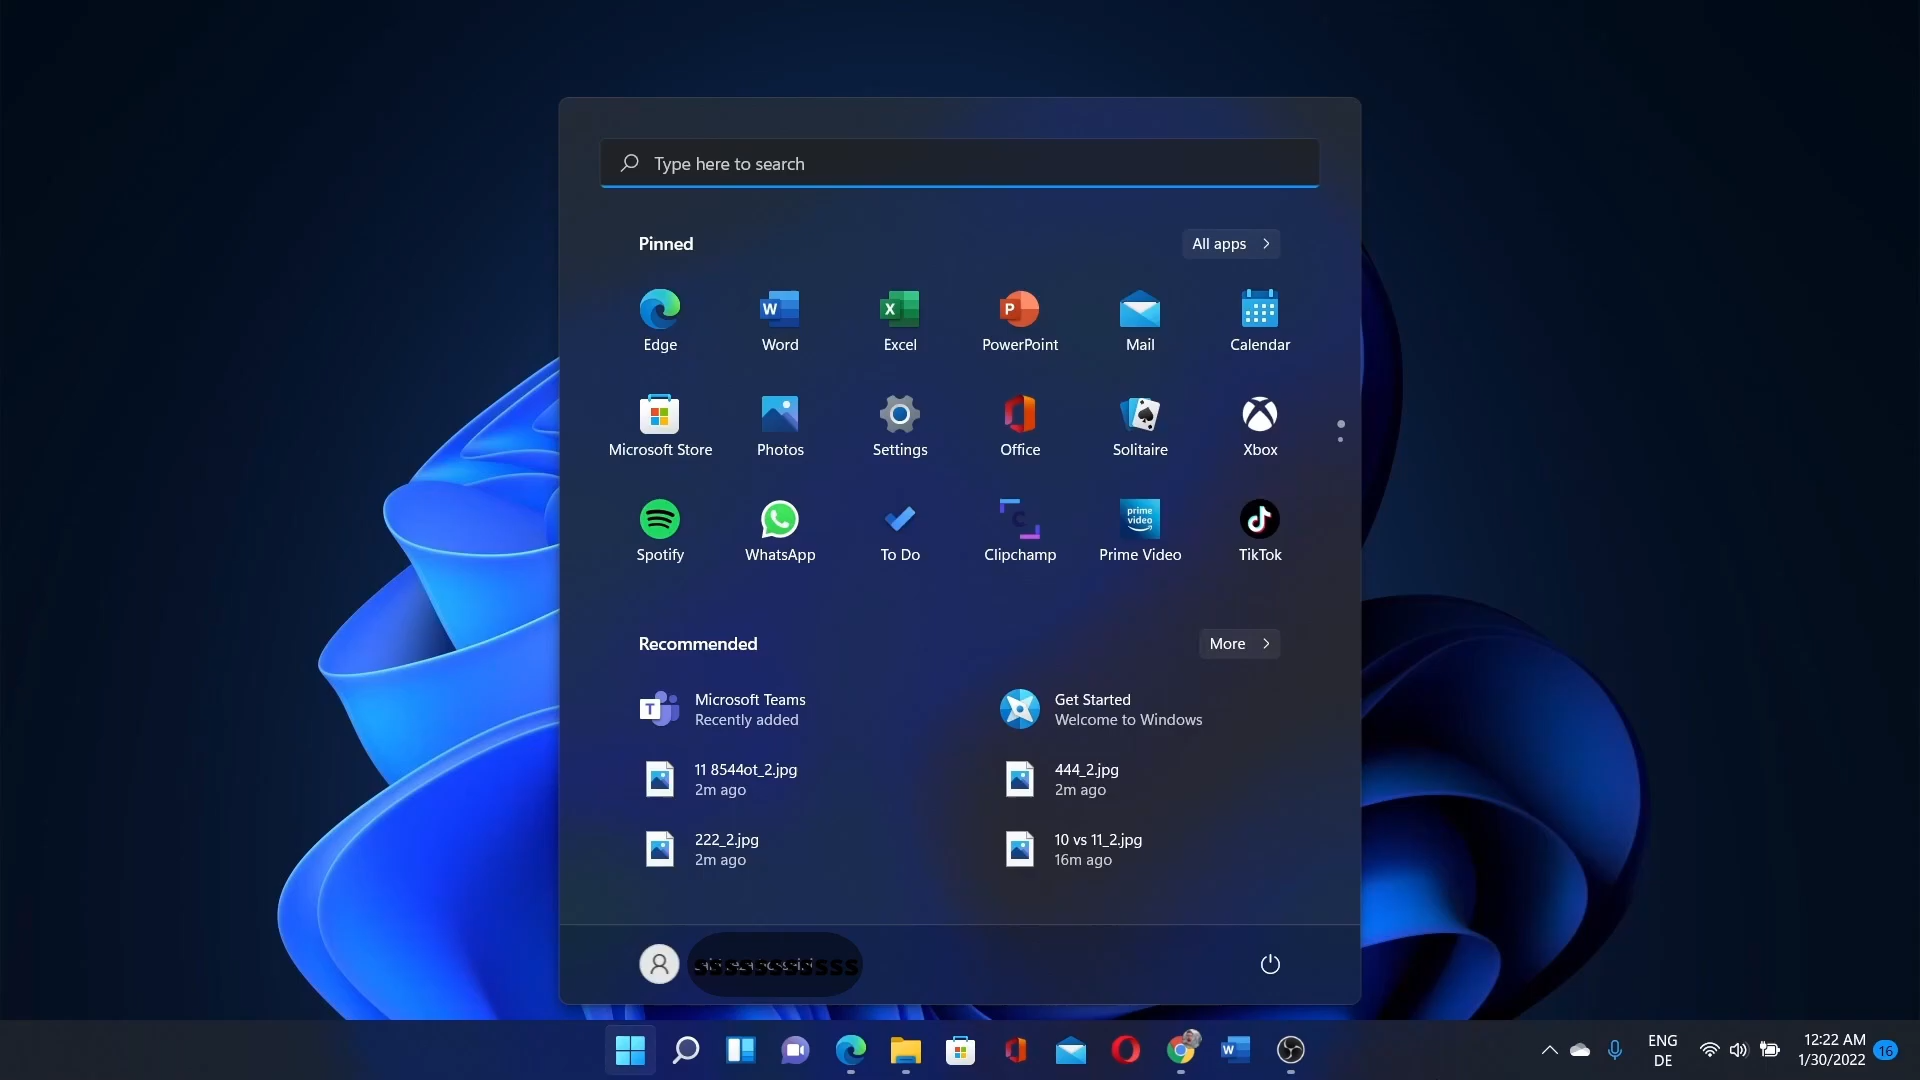 Type here to search
Pinned
All apps
Edge
Word
Excel
PowerPoint
Mail
Calendar
Microsoft Store
Photos
Settings
Office
Solitaire
Xbox
prime
video
Spotify
WhatsApp
To Do
Clipchamp
Prime Video
TikTok
Recommended
More
Microsoft Teams
Recently added
Get Started
Welcome to Windows
11 8544ot_2.jpg
2m ago
444_2.jpg
2m ago
222_2.jpg
2m ago
10 vs 11_2.jpg
16m ago
ENG
DE
12:22 AM
1/30/2022
16